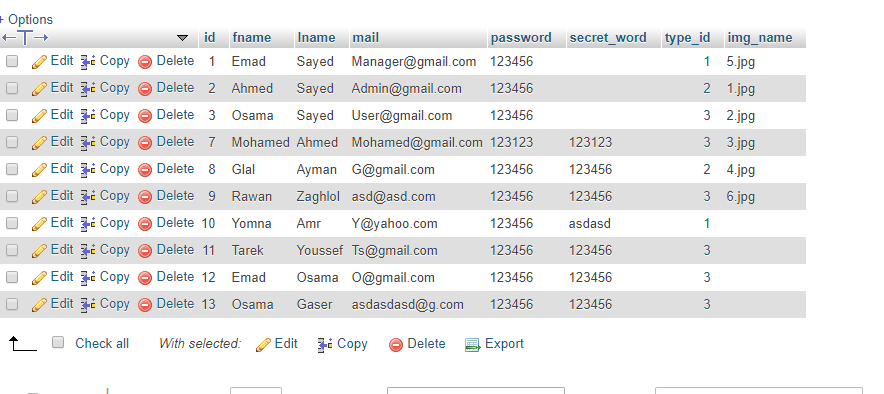 + Options
←T→ id fname lname mail password secret_word type_id img_name
Edit Copy Delete 1 Emad Sayed Manager@gmail.com 123456 1 5.jpg
Edit Copy Delete 2 Ahmed Sayed Admin@gmail.com 123456 2 1.jpg
Edit Copy Delete 3 Osama Sayed User@gmail.com 123456 3 2.jpg
Edit Copy Delete 7 Mohamed Ahmed Mohamed@gmail.com 123123 123123 3 3.jpg
Edit Copy Delete 8 Glal Ayman G@gmail.com 123456 123456 2 4.jpg
Edit Copy Delete 9 Rawan Zaghlol asd@asd.com 123456 123456 3 6.jpg
Edit Copy Delete 10 Yomna Amr Y@yahoo.com 123456 asdasd 1
Edit Copy Delete 11 Tarek Youssef Ts@gmail.com 123456 123456 3
Edit Copy Delete 12 Emad Osama O@gmail.com 123456 123456 3
Edit Copy Delete 13 Osama Gaser asdasdasd@g.com 123456 123456 3
Check all With selected: Edit Copy Delete Export